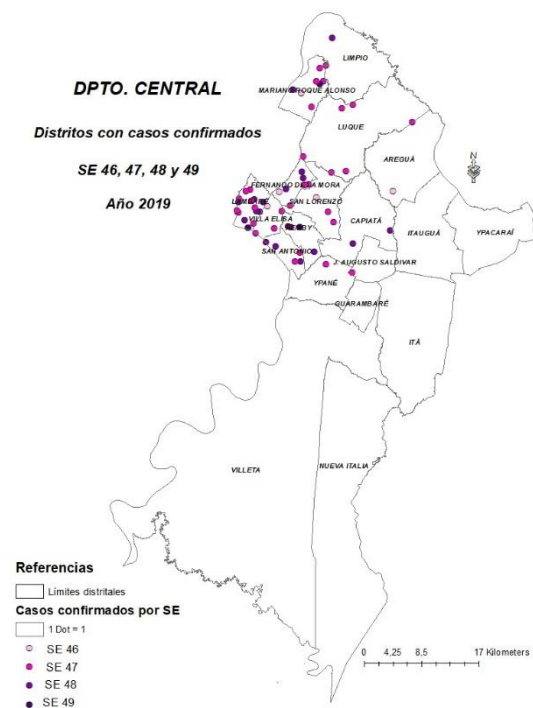 DPTO. CENTRAL
Distritos con casos confirmados
SE 46, 47, 48 y 49
Año 2019
LIMPIO
MARIANO ROQUE ALONSO
LUQUE
AREGUÁ
FERNANDO DE LA MORA
SAN LORENZO
VILLA ELISA
CAPIATÁ
ITAUGUÁ
YPACARAÍ
SAN ANTONIO
J. AUGUSTO SALDIVAR
YPANÉ
GUARAMBARÉ
ITÁ
VILLETA
NUEVA ITALIA
Referencias
Límites distritales
Casos confirmados por SE
1 Dot = 1
SE 46
SE 47
SE 48
SE 49
0 4,25 8,5 17 Kilometers